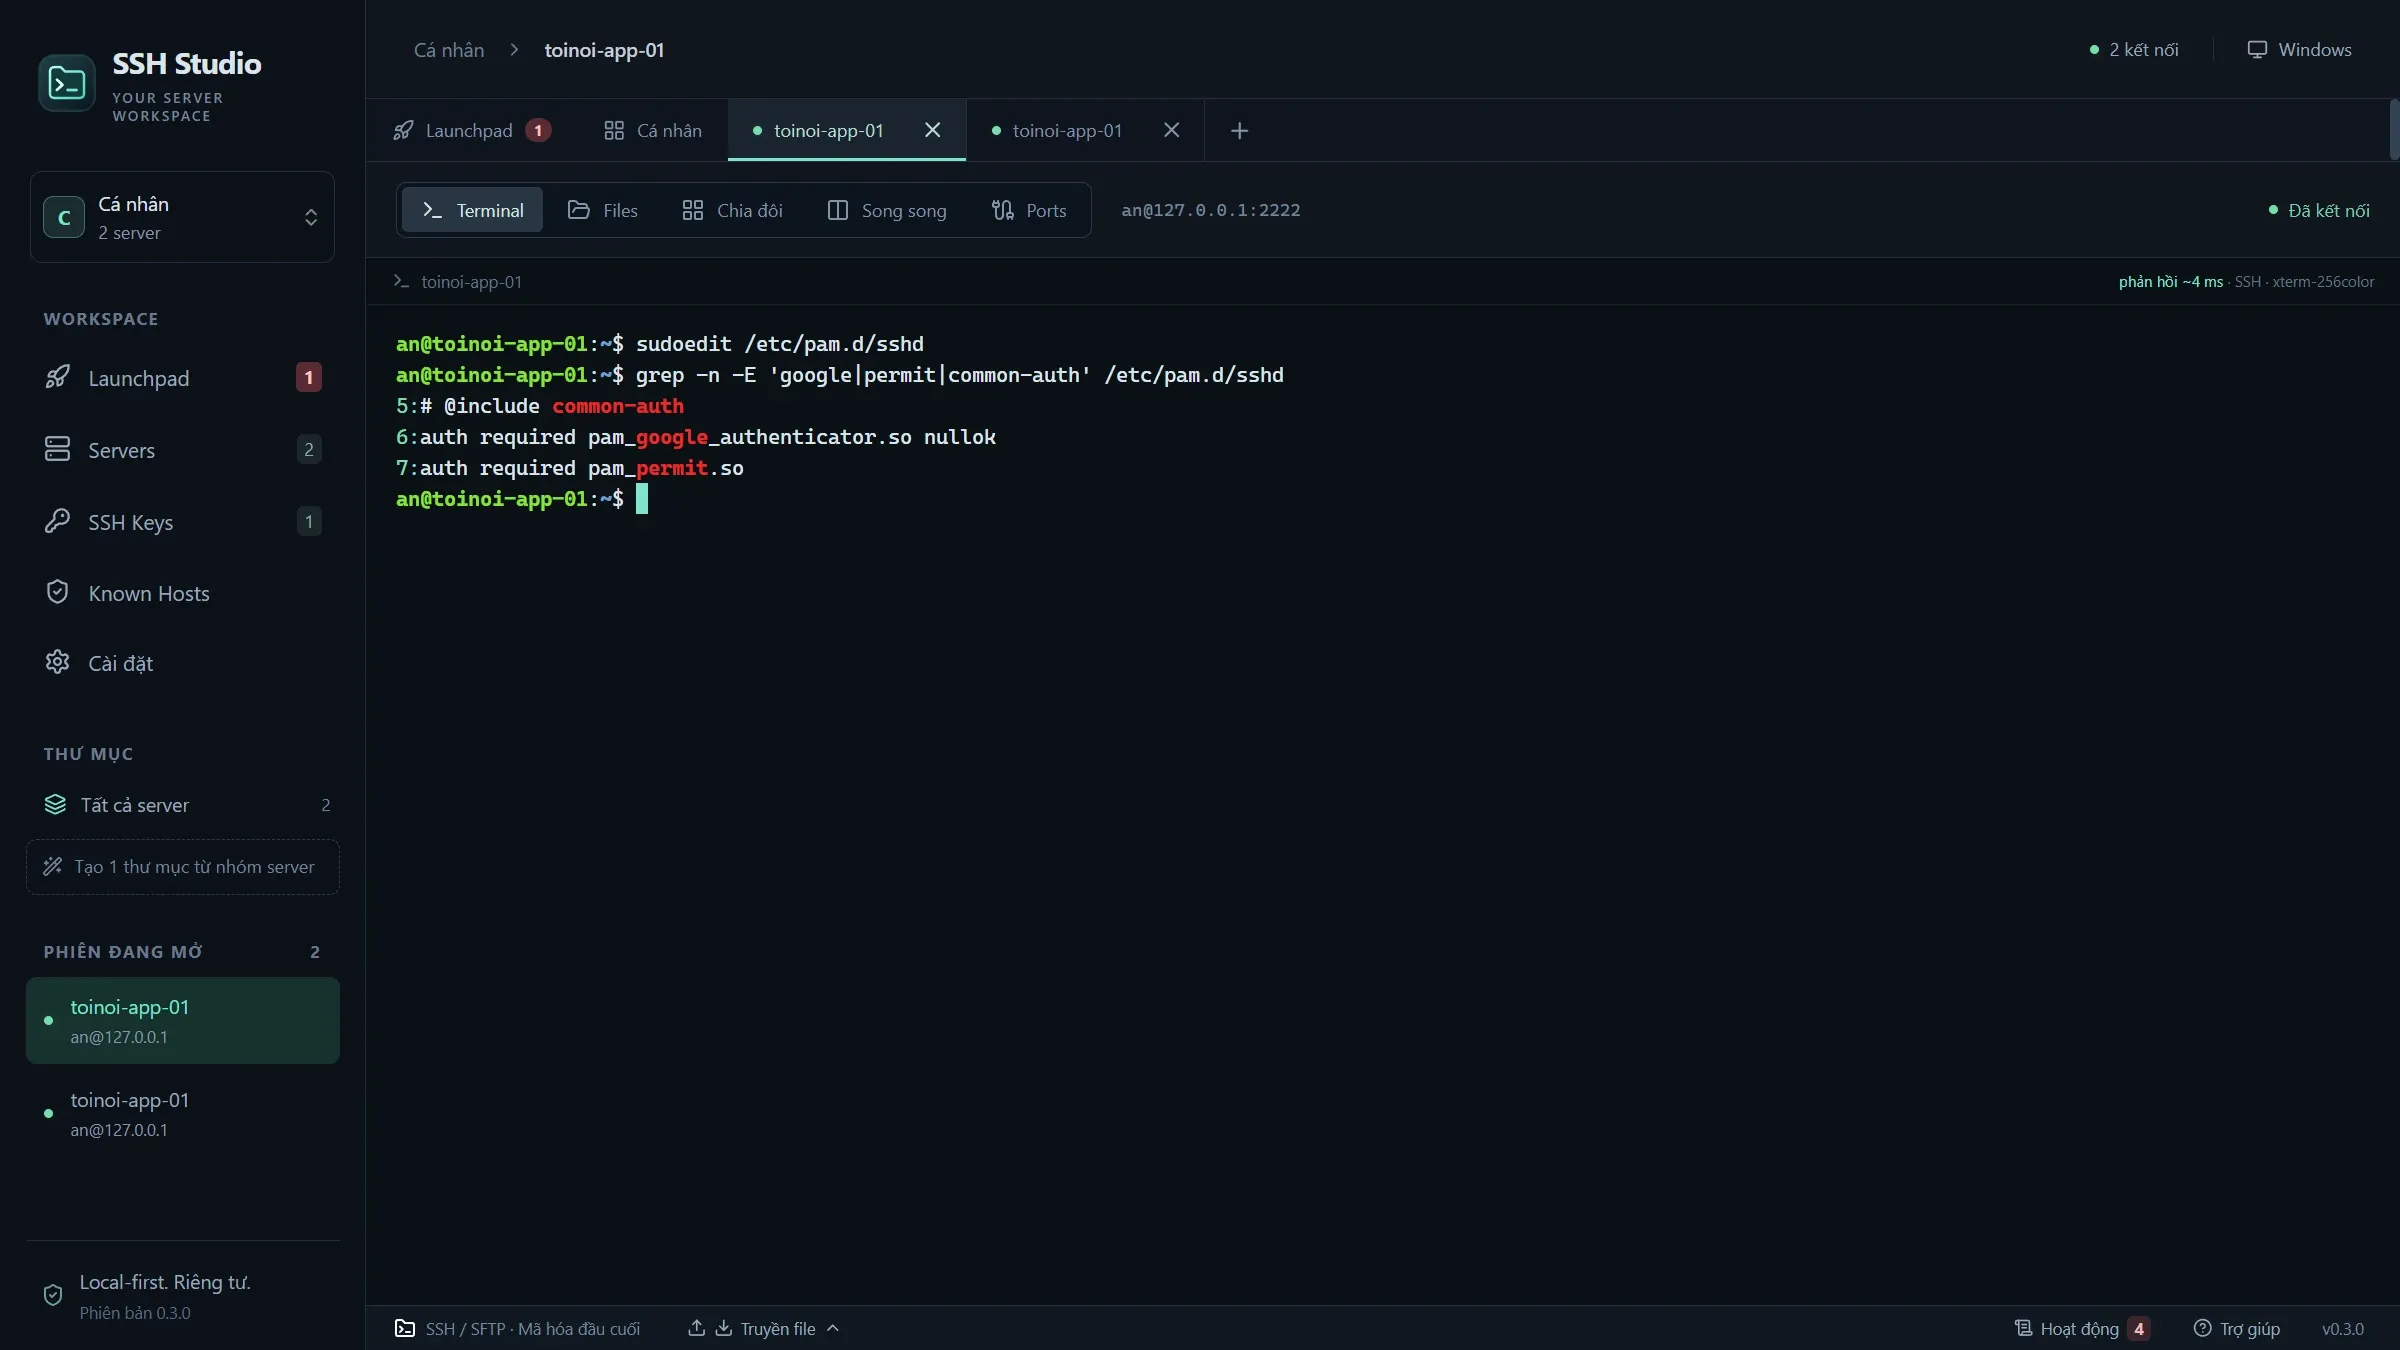 SSH Studio
YOUR SERVER
WORKSPACE
C
Cá nhân
2 server
WORKSPACE
Launchpad 1
Servers 2
SSH Keys 1
Known Hosts
Cài đặt
THƯ MỤC
Tất cả server 2
Tạo 1 thư mục từ nhóm server
PHIÊN ĐANG MỞ 2
toinoi-app-01
an@127.0.0.1
toinoi-app-01
an@127.0.0.1
Local-first. Riêng tư.
Phiên bản 0.3.0
Cá nhân > toinoi-app-01
2 kết nối Windows
Launchpad 1 Cá nhân toinoi-app-01 toinoi-app-01
Terminal Files Chia đôi Song song Ports an@127.0.0.1:2222 Đã kết nối
toinoi-app-01
phản hồi ~4 ms · SSH · xterm-256color
an@toinoi-app-01:~$ sudoedit /etc/pam.d/sshd
an@toinoi-app-01:~$ grep -n -E 'google|permit|common-auth' /etc/pam.d/sshd
5:# @include common-auth
6:auth required pam_google_authenticator.so nullok
7:auth required pam_permit.so
an@toinoi-app-01:~$
SSH / SFTP · Mã hóa đầu cuối Truyền file Hoạt động 4 Trợ giúp v0.3.0